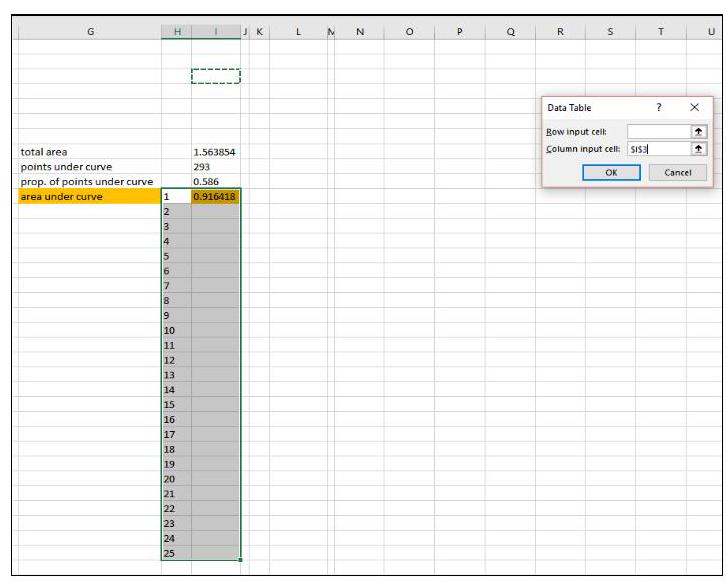 G H I J K L M N O P Q R S T U
Data Table ? ×
Row input cell:
Column input cell: $I$3
OK Cancel
total area 1.563854
points under curve 293
prop. of points under curve 0.586
area under curve 1 0.916418
2
3
4
5
6
7
8
9
10
11
12
13
14
15
16
17
18
19
20
21
22
23
24
25